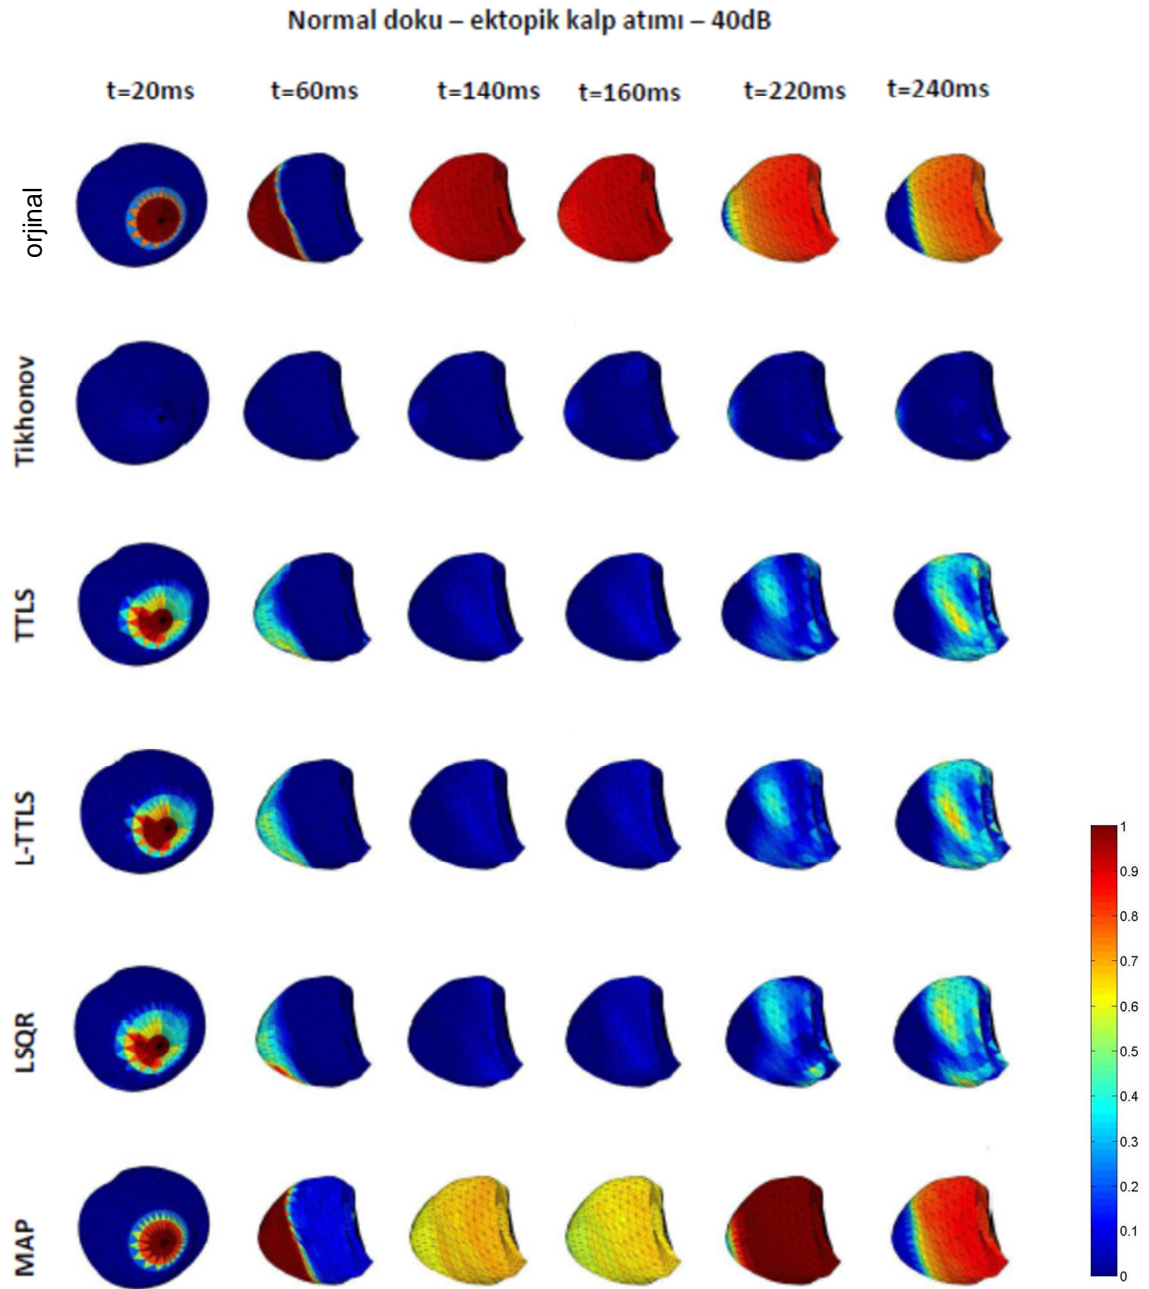 Normal doku – ektopik kalp atımı – 40dB
t=20ms t=60ms t=140ms t=160ms t=220ms t=240ms
orjinal
Tikhonov
TTLS
L-TTLS
LSQR
MAP
1
0.9
0.8
0.7
0.6
0.5
0.4
0.3
0.2
0.1
0